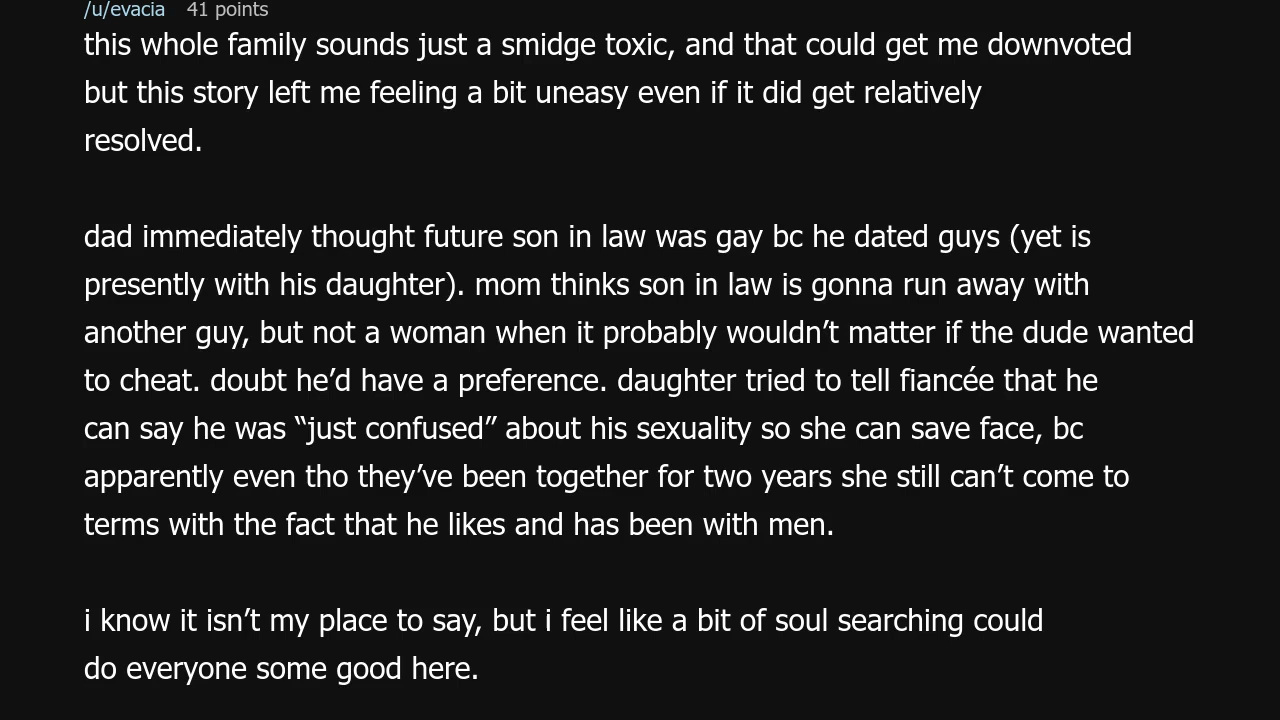 /u/evacia 41 points
this whole family sounds just a smidge toxic, and that could get me downvoted
but this story left me feeling a bit uneasy even if it did get relatively
resolved.
dad immediately thought future son in law was gay bc he dated guys (yet is
presently with his daughter). mom thinks son in law is gonna run away with
another guy, but not a woman when it probably wouldn’t matter if the dude wanted
to cheat. doubt he’d have a preference. daughter tried to tell fiancée that he
can say he was “just confused” about his sexuality so she can save face, bc
apparently even tho they’ve been together for two years she still can’t come to
terms with the fact that he likes and has been with men.
i know it isn’t my place to say, but i feel like a bit of soul searching could
do everyone some good here.